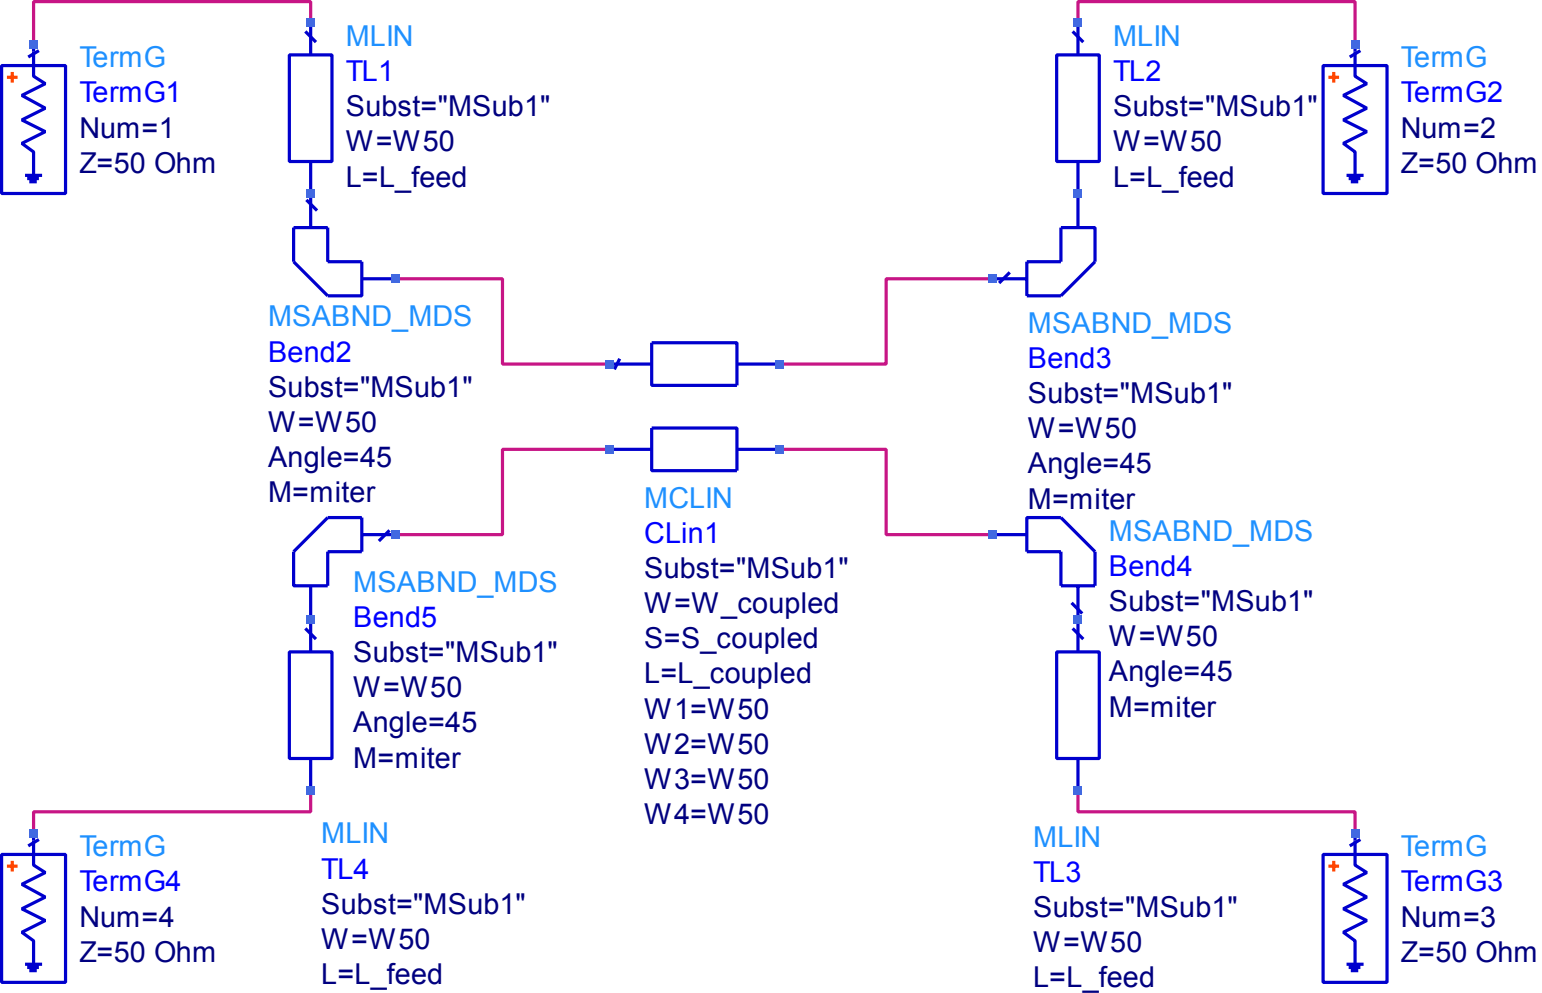 TermG
TermG1
Num=1
Z=50 Ohm
MLIN
TL1
Subst="MSub1"
W=W50
L=L_feed
MLIN
TL2
Subst="MSub1"
W=W50
L=L_feed
TermG
TermG2
Num=2
Z=50 Ohm
MSABND_MDS
Bend2
Subst="MSub1"
W=W50
Angle=45
M=miter
MSABND_MDS
Bend3
Subst="MSub1"
W=W50
Angle=45
M=miter
MCLIN
CLin1
Subst="MSub1"
W=W_coupled
S=S_coupled
L=L_coupled
W1=W50
W2=W50
W3=W50
W4=W50
MSABND_MDS
Bend5
Subst="MSub1"
W=W50
Angle=45
M=miter
MSABND_MDS
Bend4
Subst="MSub1"
W=W50
Angle=45
M=miter
TermG
TermG4
Num=4
Z=50 Ohm
MLIN
TL4
Subst="MSub1"
W=W50
L=L_feed
MLIN
TL3
Subst="MSub1"
W=W50
L=L_feed
TermG
TermG3
Num=3
Z=50 Ohm